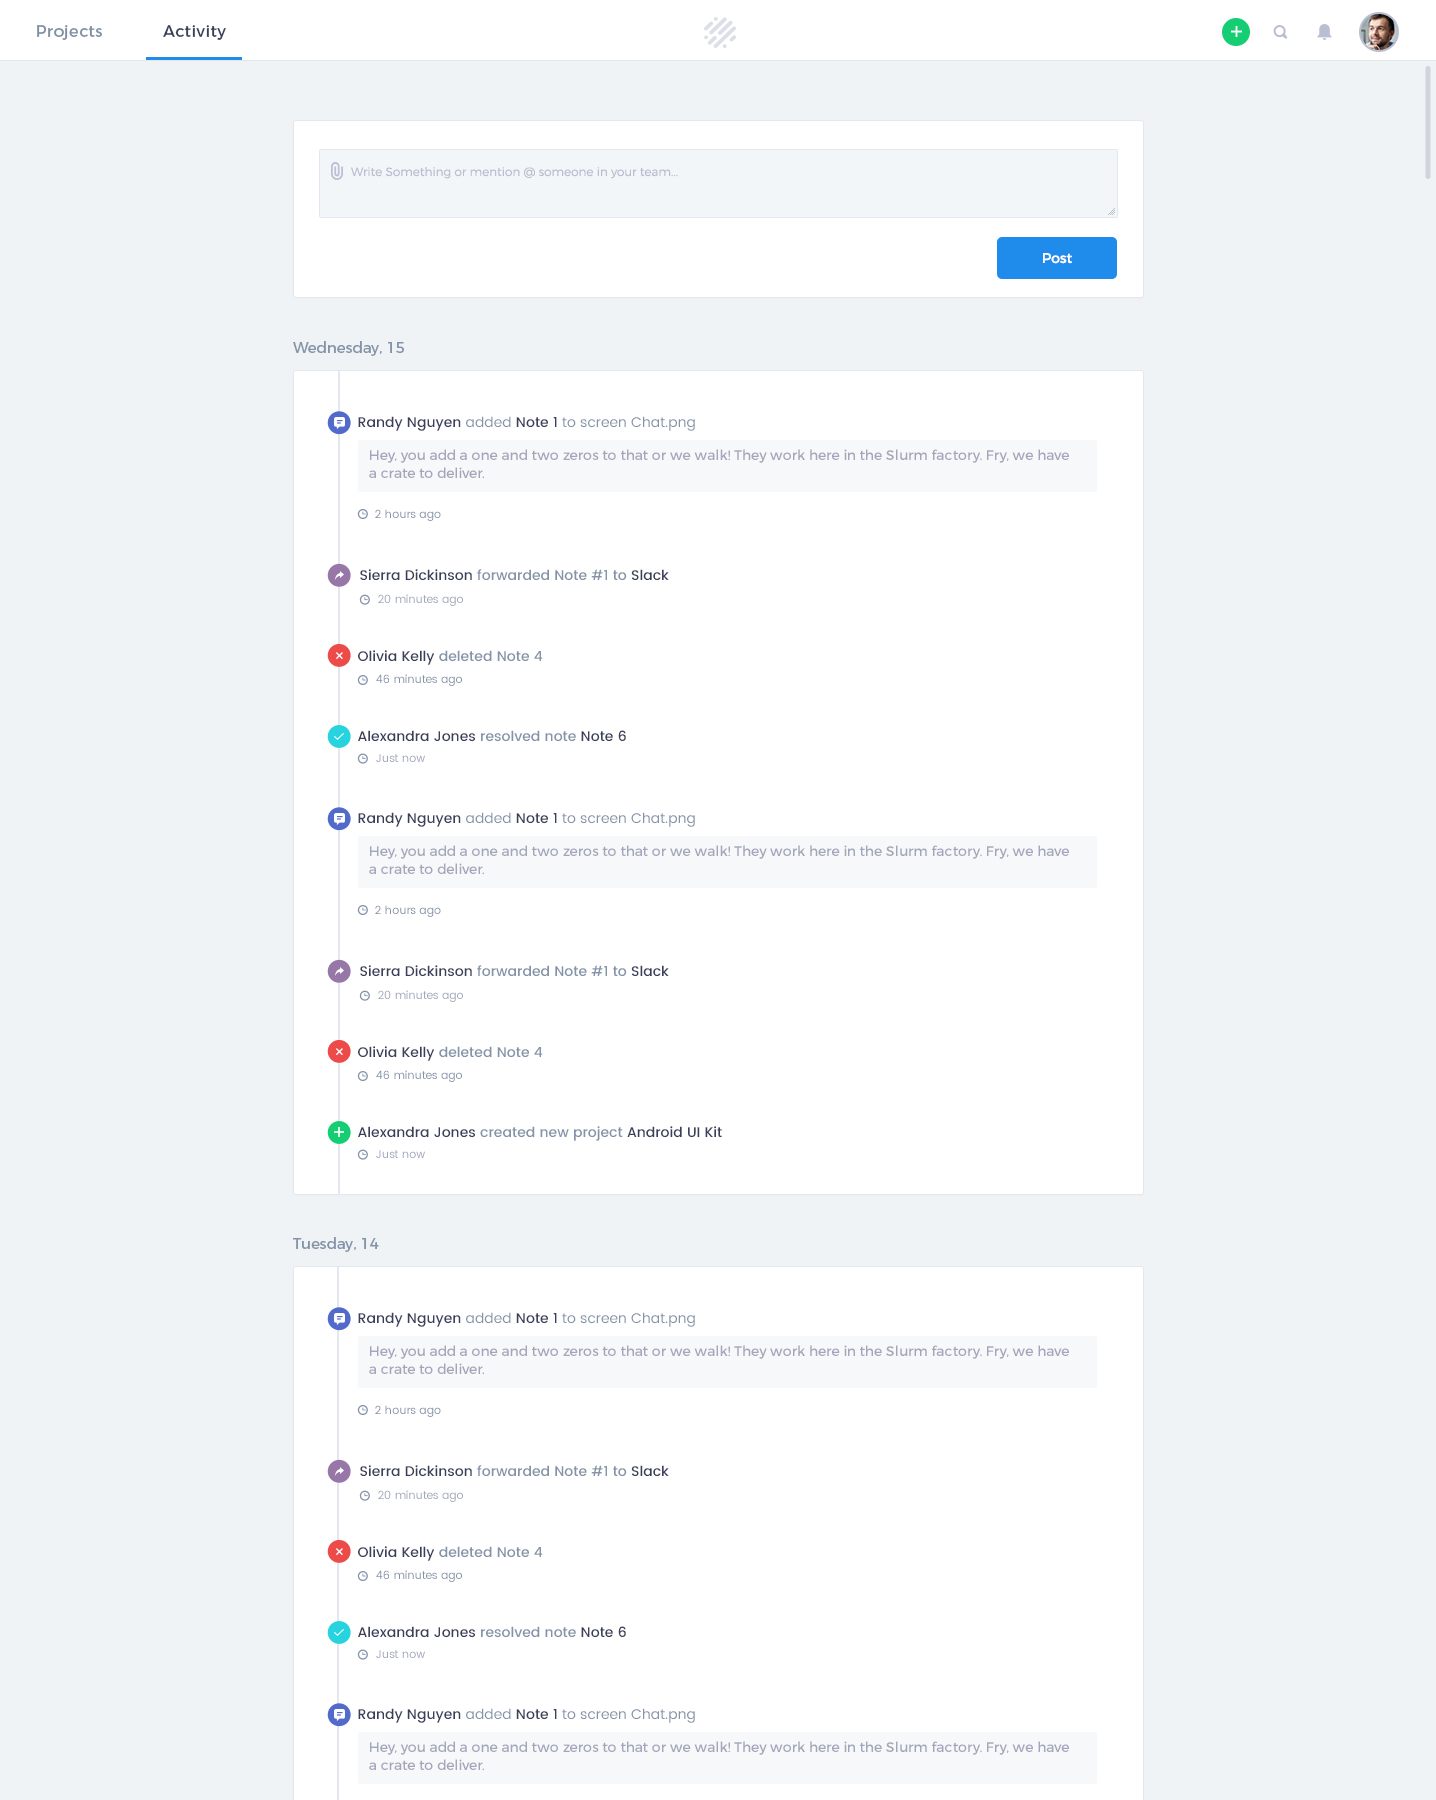 Projects
Activity
Write Something or mention @ someone in your team...
Post
Wednesday, 15
Randy Nguyen added Note 1 to screen Chat.png
Hey, you add a one and two zeros to that or we walk! They work here in the Slurm factory. Fry, we have
a crate to deliver.
2 hours ago
Sierra Dickinson forwarded Note #1 to Slack
20 minutes ago
Olivia Kelly deleted Note 4
46 minutes ago
Alexandra Jones resolved note Note 6
Just now
Randy Nguyen added Note 1 to screen Chat.png
Hey, you add a one and two zeros to that or we walk! They work here in the Slurm factory. Fry, we have
a crate to deliver.
2 hours ago
Sierra Dickinson forwarded Note #1 to Slack
20 minutes ago
Olivia Kelly deleted Note 4
46 minutes ago
Alexandra Jones created new project Android UI Kit
Just now
Tuesday, 14
Randy Nguyen added Note 1 to screen Chat.png
Hey, you add a one and two zeros to that or we walk! They work here in the Slurm factory. Fry, we have
a crate to deliver.
2 hours ago
Sierra Dickinson forwarded Note #1 to Slack
20 minutes ago
Olivia Kelly deleted Note 4
46 minutes ago
Alexandra Jones resolved note Note 6
Just now
Randy Nguyen added Note 1 to screen Chat.png
Hey, you add a one and two zeros to that or we walk! They work here in the Slurm factory. Fry, we have
a crate to deliver.